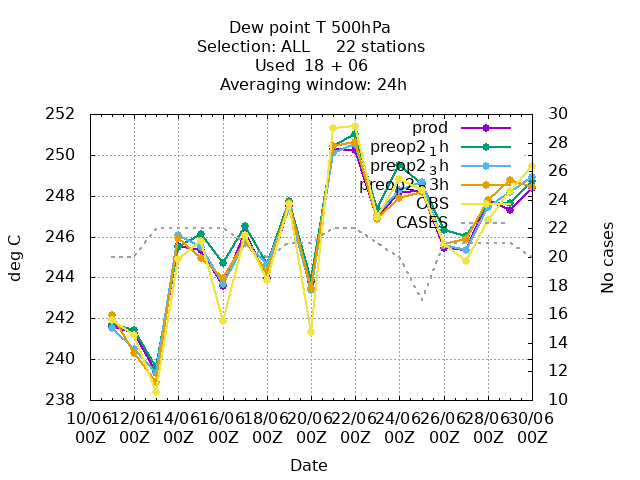 Dew point T 500hPa
Selection: ALL 22 stations
Used 18 + 06
Averaging window: 24h
252
250
248
246
244
242
240
238
deg C
30
28
26
24
22
20
18
16
14
12
10
No cases
prod
preop2 1h
preop2 3h
OBS
CASES
10/06 12/06 14/06 16/06 18/06 20/06 22/06 24/06 26/06 28/06 30/06
00Z 00Z 00Z 00Z 00Z 00Z 00Z 00Z 00Z 00Z 00Z
Date